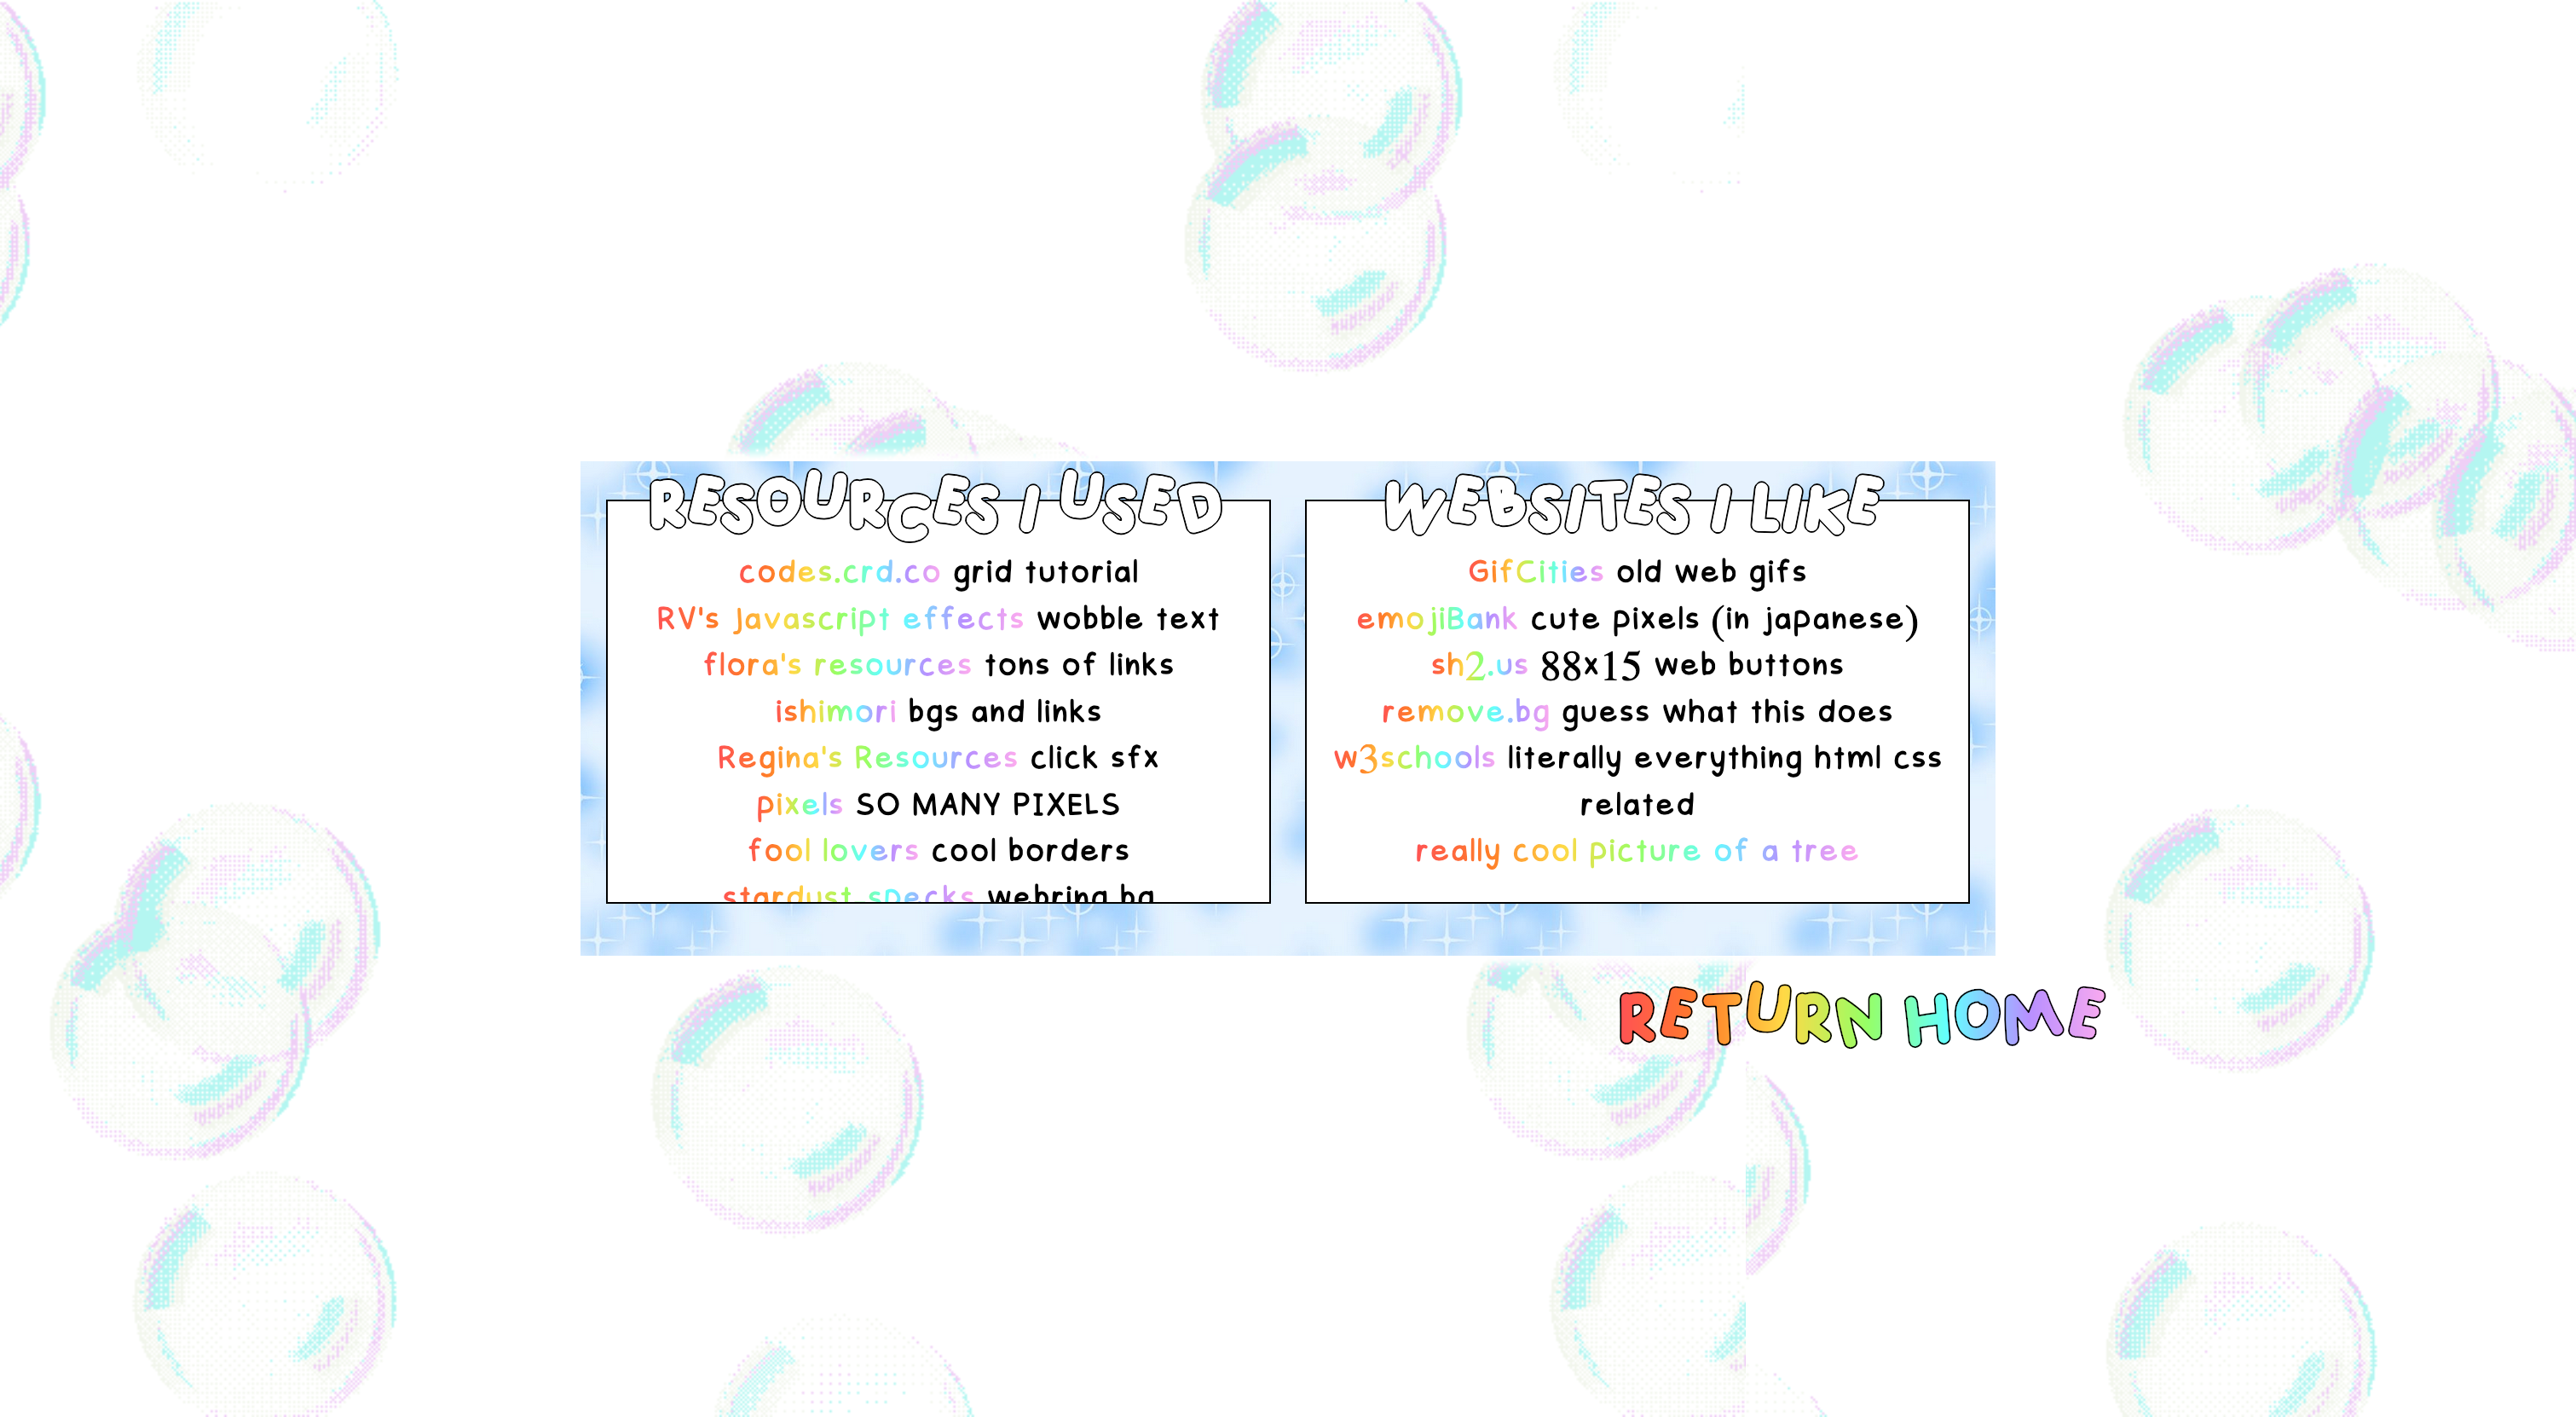 RESOURCES I USED
codes.crd.co grid tutorial
RV's Javascript effects wobble text
flora's resources tons of links
ishimori bgs and links
Regina's Resources click sfx
pixels SO MANY PIXELS
fool lovers cool borders
stardust specks webring bg
WEBSITES I LIKE
GifCities old web gifs
emojiBank cute pixels (in japanese)
sh2.us 88x15 web buttons
remove.bg guess what this does
w3schools literally everything html css
related
really cool picture of a tree
RETURN HOME